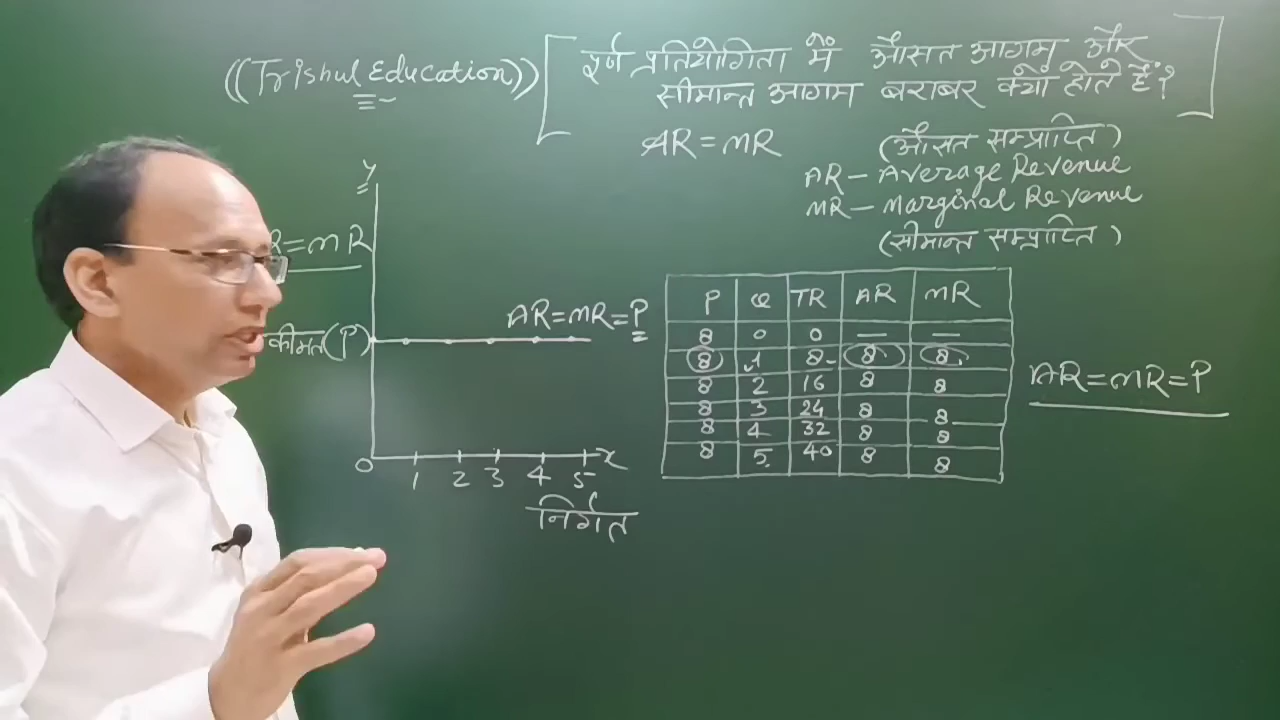 ((Trishul Education))
पूर्ण प्रतियोगिता में औसत आगम और
सीमान्त आगम बराबर क्यों होते हैं?
AR=MR
(औसत सम्प्राप्ति)
AR — Average Revenue
MR — Marginal Revenue
(सीमान्त सम्प्राप्ति)
y
R=MR
कीमत(P)
AR=MR=P
0
1 2 3 4 5 x
निर्गत
P Q TR AR MR
8 0 0 — —
8 1 8 8 8
8 2 16 8 8
8 3 24 8 8
8 4 32 8 8
8 5 40 8 8
AR=MR=P